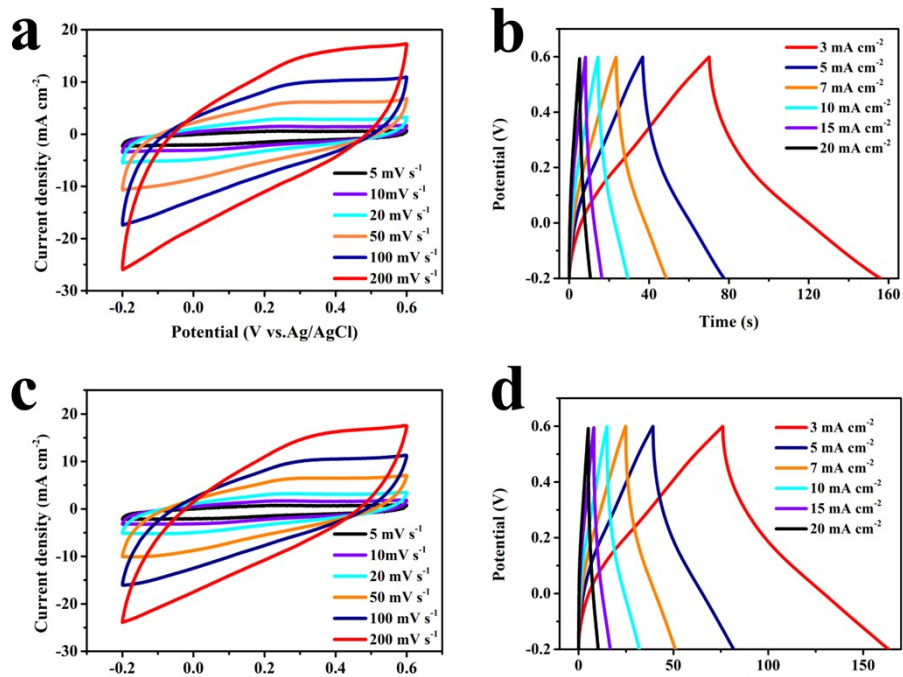 a
Current density (mA cm-2)
20
10
0
-10
-20
-30
-0.2 0.0 0.2 0.4 0.6
Potential (V vs.Ag/AgCl)
5 mV s-1
10mV s-1
20 mV s-1
50 mV s-1
100 mV s-1
200 mV s-1
b
Potential (V)
0.6
0.4
0.2
0.0
-0.2
0 40 80 120 160
Time (s)
3 mA cm-2
5 mA cm-2
7 mA cm-2
10 mA cm-2
15 mA cm-2
20 mA cm-2
c
Current density (mA cm-2)
20
10
0
-10
-20
-30
-0.2 0.0 0.2 0.4 0.6
5 mV s-1
10mV s-1
20 mV s-1
50 mV s-1
100 mV s-1
200 mV s-1
d
Potential (V)
0.6
0.4
0.2
0.0
-0.2
0 50 100 150
3 mA cm-2
5 mA cm-2
7 mA cm-2
10 mA cm-2
15 mA cm-2
20 mA cm-2